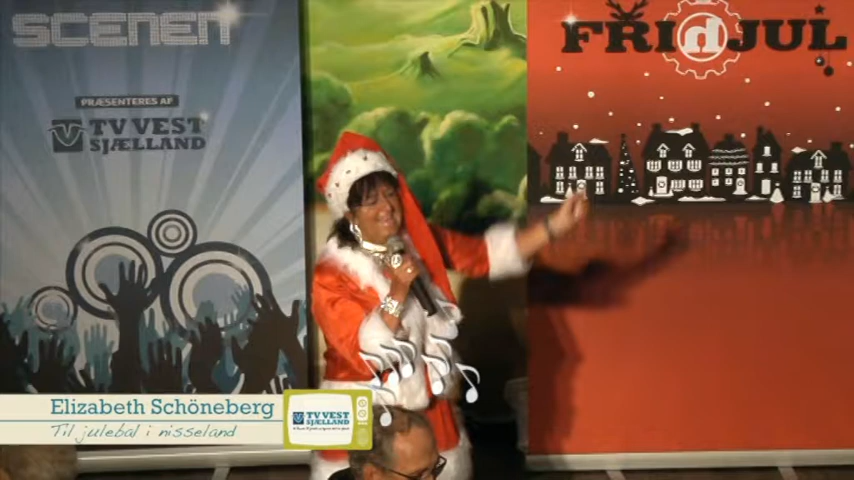 SCENEN
PRÆSENTERES AF
TV VEST
SJÆLLAND
FRIdJUL
Elizabeth Schöneberg
Til julebal i nisseland
TV VEST
SJÆLLAND